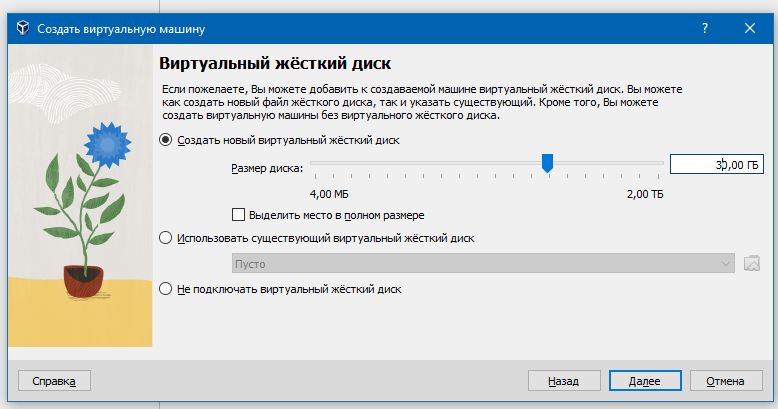 Создать виртуальную машину
Виртуальный жёсткий диск
Если пожелаете, Вы можете добавить к создаваемой машине виртуальный жёсткий диск. Вы можете
как создать новый файл жёсткого диска, так и указать существующий. Кроме того, Вы можете
создать виртуальную машины без виртуального жёсткого диска.
Создать новый виртуальный жёсткий диск
Размер диска:
30,00 ГБ
4,00 МБ
2,00 ТБ
Выделить место в полном размере
Использовать существующий виртуальный жёсткий диск
Пусто
Не подключать виртуальный жёсткий диск
Справка
Назад
Далее
Отмена